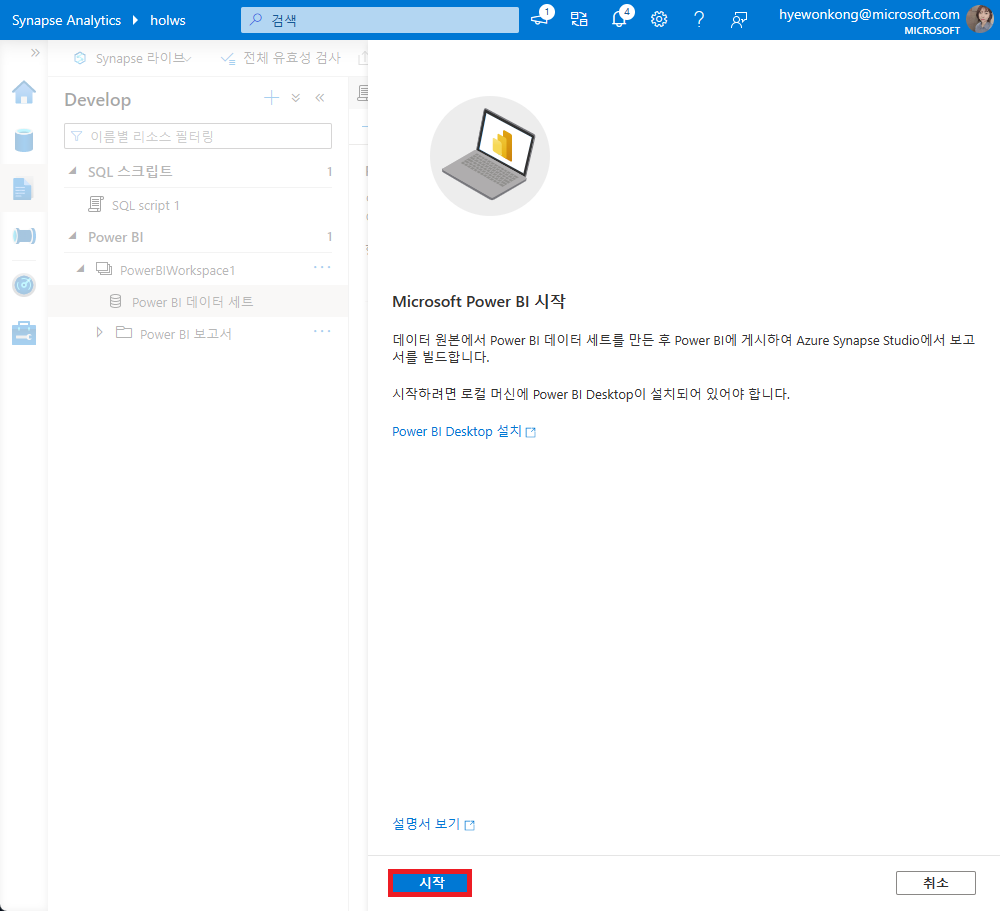 Synapse Analytics
holws
검색
1
4
hyewonkong@microsoft.com
MICROSOFT
Synapse 라이브
전체 유효성 검사
Develop
이름별 리소스 필터링
SQL 스크립트
1
SQL script 1
Power BI
1
PowerBIWorkspace1
Power BI 데이터 세트
Power BI 보고서
Microsoft Power BI 시작
데이터 원본에서 Power BI 데이터 세트를 만든 후 Power BI에 게시하여 Azure Synapse Studio에서 보고
서를 빌드합니다.
시작하려면 로컬 머신에 Power BI Desktop이 설치되어 있어야 합니다.
Power BI Desktop 설치
설명서 보기
시작
취소